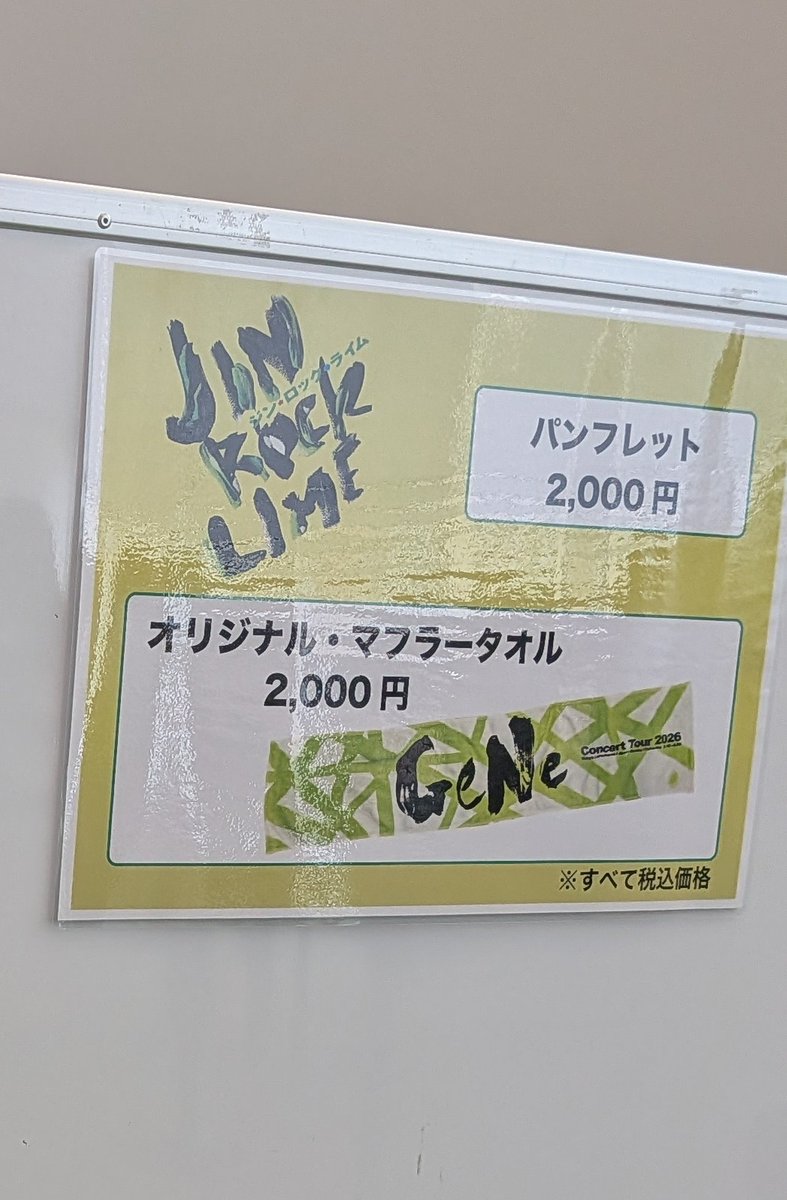 JIN
ジン・ロック・ライム
ROCK
LIME
パンフレット
2,000円
オリジナル・マフラータオル
2,000円
GeNe
Concert Tour 2026
※すべて税込価格